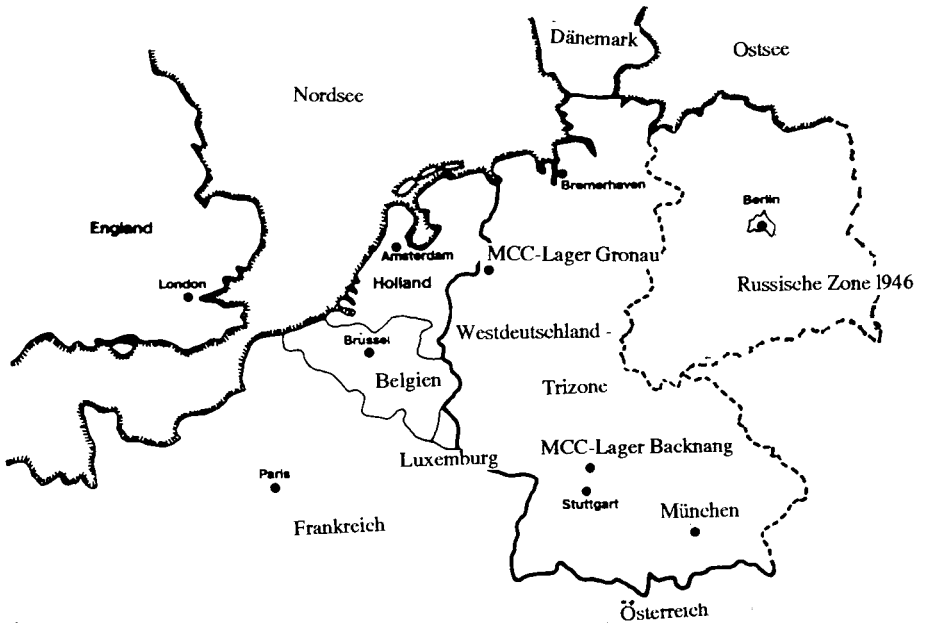 Dänemark
Ostsee
Nordsee
Bremerhaven
Berlin
England
Amsterdam
MCC-Lager Gronau
Holland
London
Russische Zone 1946
Westdeutschland -
Brüssel
Belgien
Trizone
MCC-Lager Backnang
Luxemburg
Paris
Stuttgart
München
Frankreich
Österreich